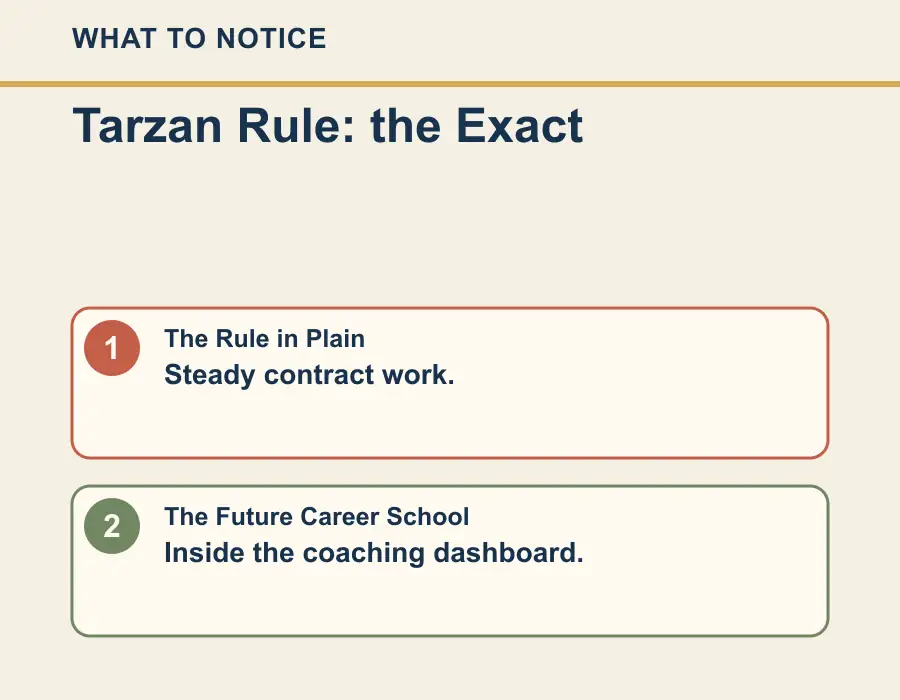 WHAT TO NOTICE
Tarzan Rule: the Exact
1
The Rule in Plain
Steady contract work.
2
The Future Career School
Inside the coaching dashboard.